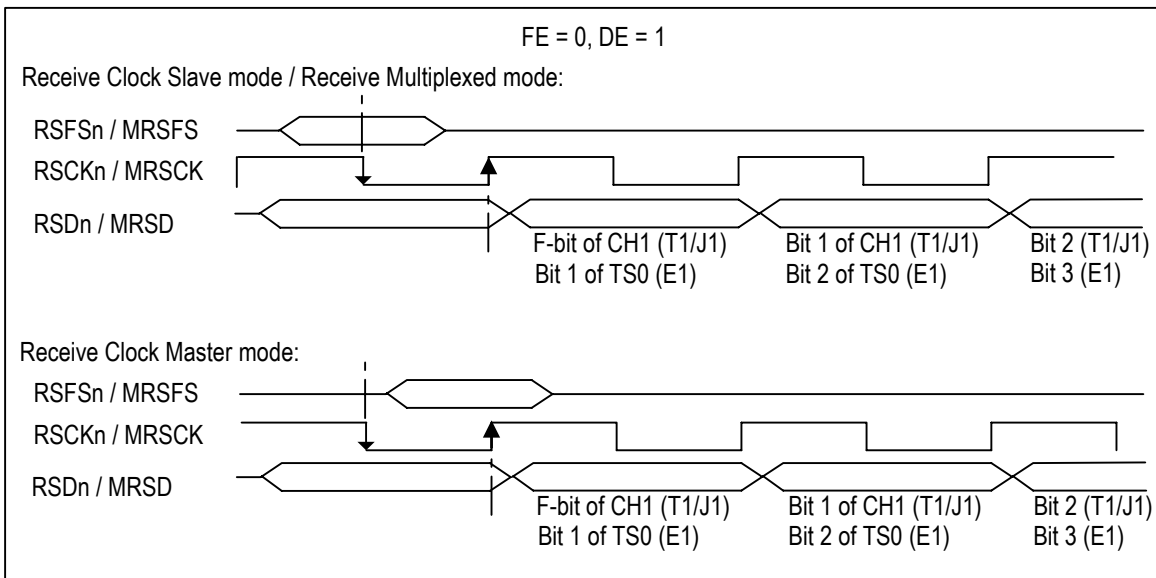 FE = 0, DE = 1
Receive Clock Slave mode / Receive Multiplexed mode:
RSFSn / MRSFS
RSCKn / MRSCK
RSDn / MRSD
F-bit of CH1 (T1/J1) Bit 1 of CH1 (T1/J1) Bit 2 (T1/J1)
Bit 1 of TS0 (E1) Bit 2 of TS0 (E1) Bit 3 (E1)
Receive Clock Master mode:
RSFSn / MRSFS
RSCKn / MRSCK
RSDn / MRSD
F-bit of CH1 (T1/J1) Bit 1 of CH1 (T1/J1) Bit 2 (T1/J1)
Bit 1 of TS0 (E1) Bit 2 of TS0 (E1) Bit 3 (E1)